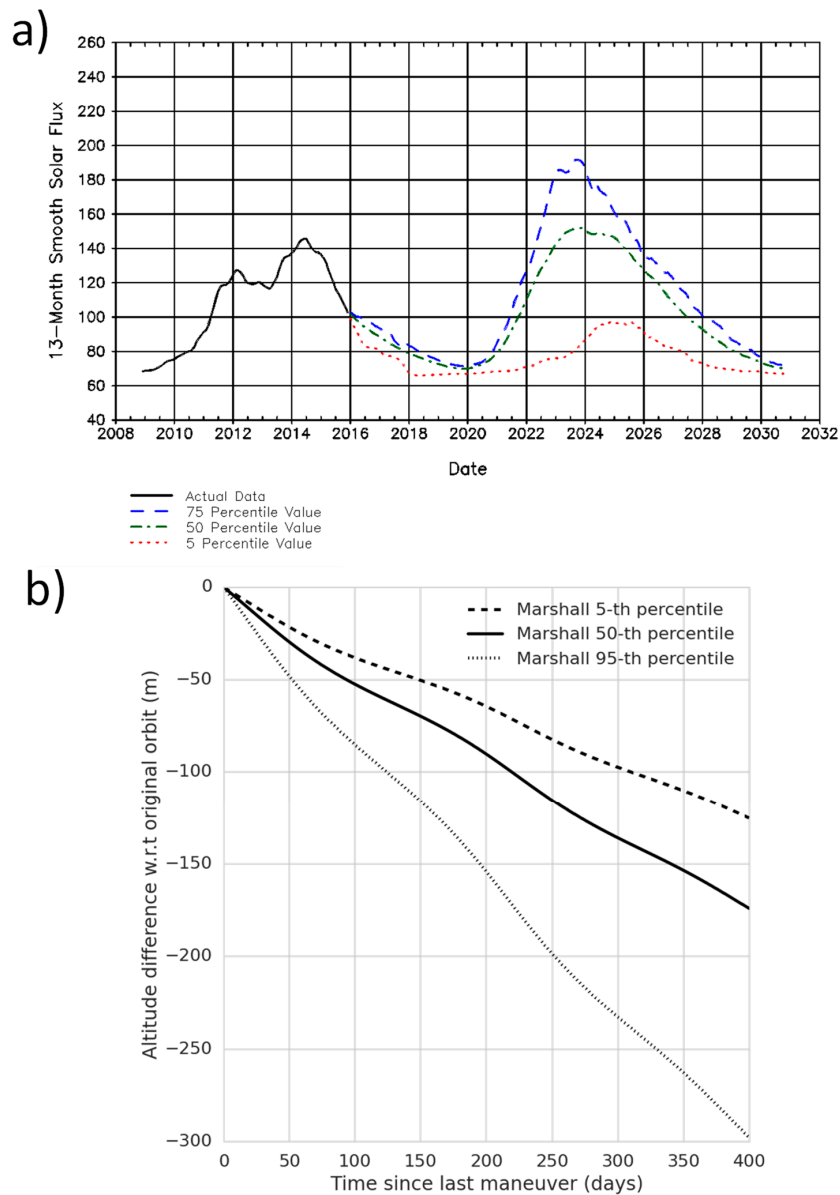 a)
260
240
220
200
180
160
140
120
100
80
60
40
13-Month Smooth Solar Flux
2008 2010 2012 2014 2016 2018 2020 2022 2024 2026 2028 2030 2032
Date
Actual Data
75 Percentile Value
50 Percentile Value
5 Percentile Value
b)
0
−50
−100
−150
−200
−250
−300
Altitude difference w.r.t original orbit (m)
Marshall 5-th percentile
Marshall 50-th percentile
Marshall 95-th percentile
0 50 100 150 200 250 300 350 400
Time since last maneuver (days)